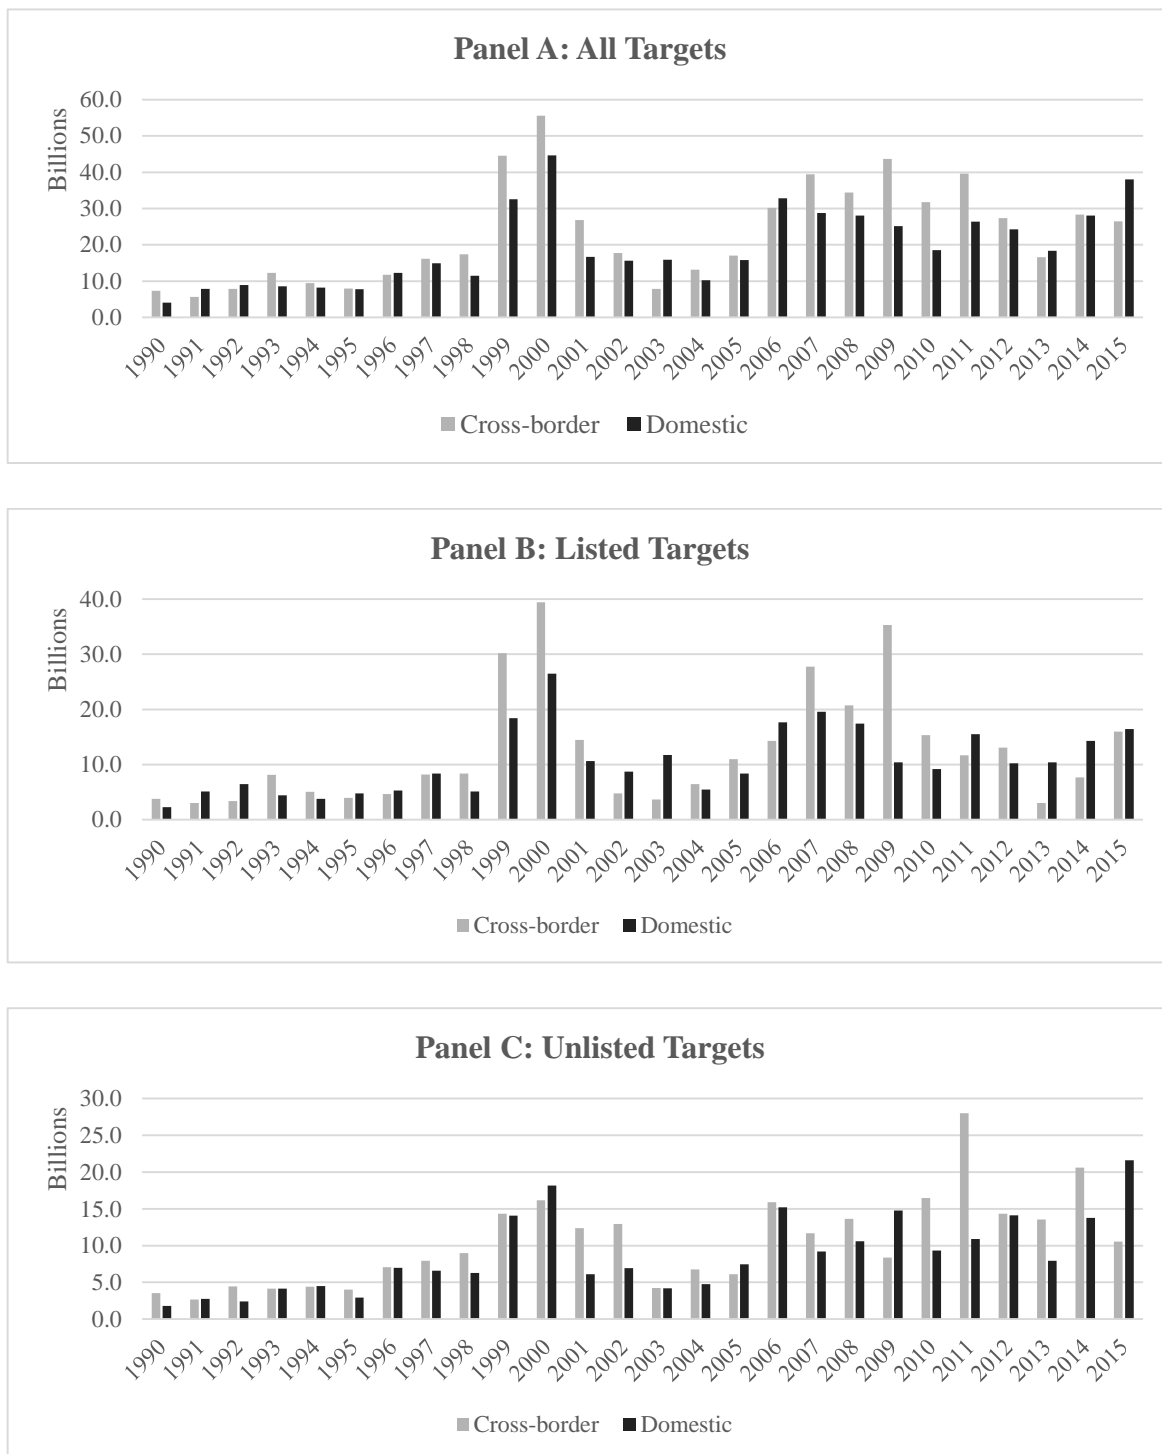 Panel A: All Targets
Billions
60.0
50.0
40.0
30.0
20.0
10.0
0.0
1990 1991 1992 1993 1994 1995 1996 1997 1998 1999 2000 2001 2002 2003 2004 2005 2006 2007 2008 2009 2010 2011 2012 2013 2014 2015
Cross-border Domestic
Panel B: Listed Targets
Billions
40.0
30.0
20.0
10.0
0.0
1990 1991 1992 1993 1994 1995 1996 1997 1998 1999 2000 2001 2002 2003 2004 2005 2006 2007 2008 2009 2010 2011 2012 2013 2014 2015
Cross-border Domestic
Panel C: Unlisted Targets
Billions
30.0
25.0
20.0
15.0
10.0
5.0
0.0
1990 1991 1992 1993 1994 1995 1996 1997 1998 1999 2000 2001 2002 2003 2004 2005 2006 2007 2008 2009 2010 2011 2012 2013 2014 2015
Cross-border Domestic